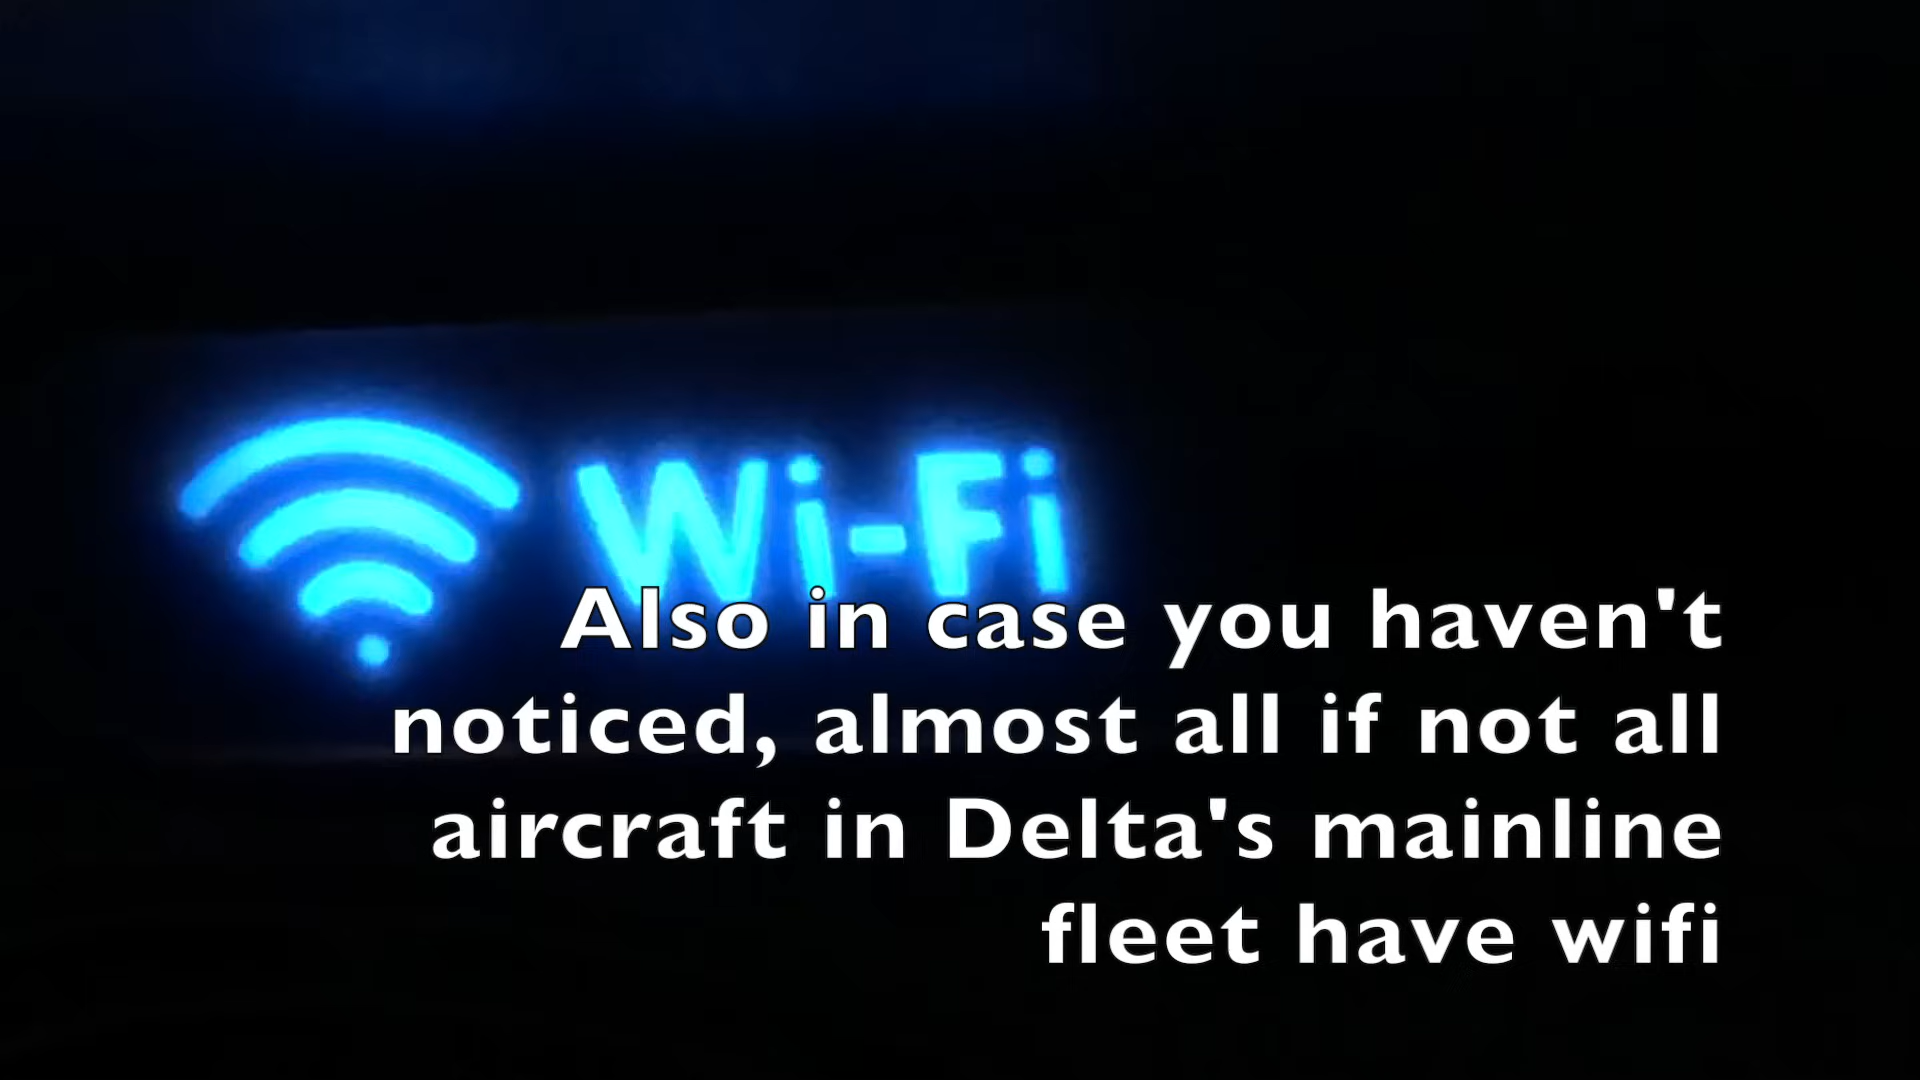 Wi-Fi
Also in case you haven't
noticed, almost all if not all
aircraft in Delta's mainline
fleet have wifi